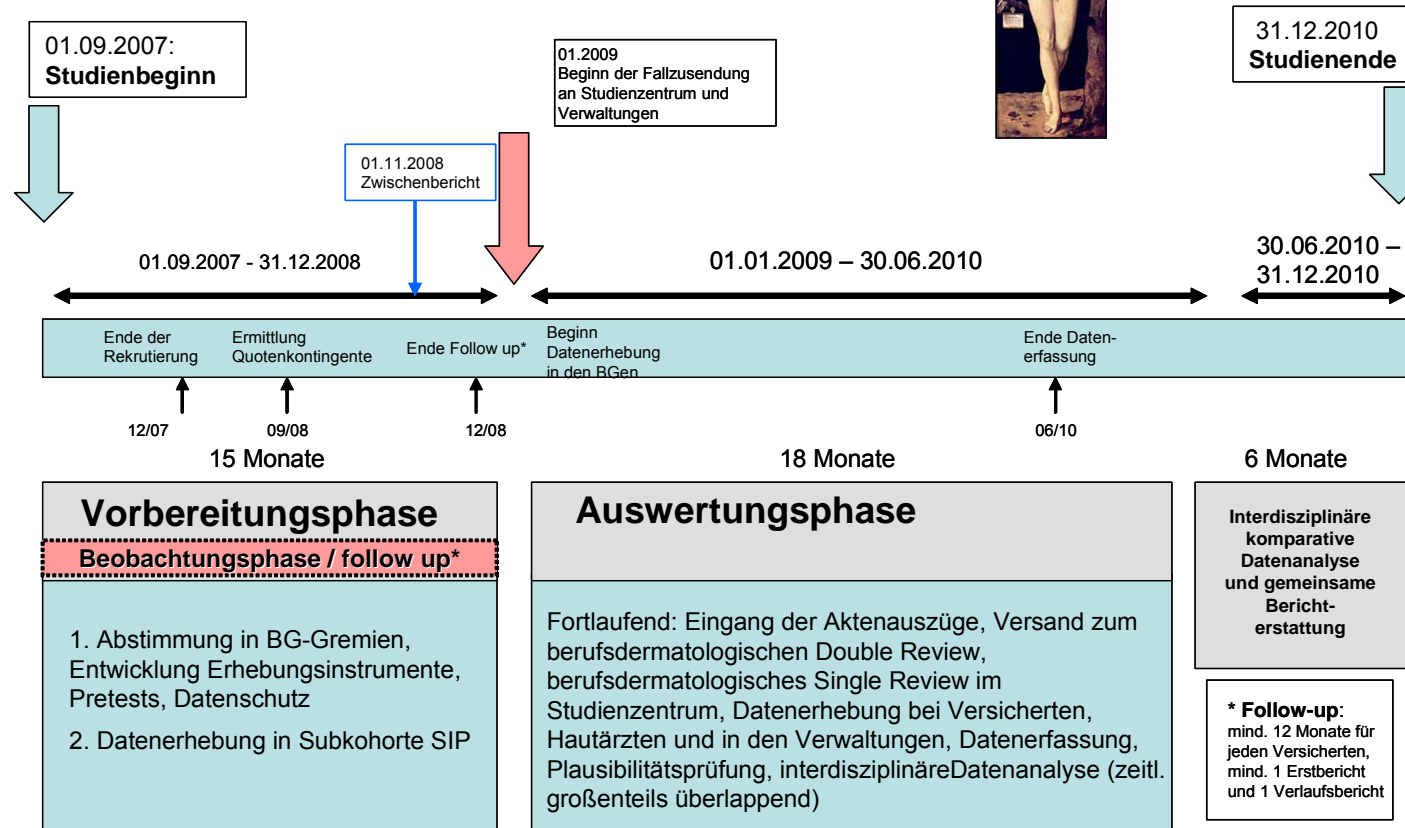 01.09.2007:
Studienbeginn
01.2009
Beginn der Fallzusendung
an Studienzentrum und
Verwaltungen
31.12.2010
Studienende
01.11.2008
Zwischenbericht
01.09.2007 - 31.12.2008
01.01.2009 – 30.06.2010
30.06.2010 –
31.12.2010
Ende der
Rekrutierung
Ermittlung
Quotenkontingente
Ende Follow up*
Beginn
Datenerhebung
in den BGen
Ende Daten-
erfassung
12/07
09/08
12/08
06/10
15 Monate
18 Monate
6 Monate
Vorbereitungsphase
Beobachtungsphase / follow up*
1. Abstimmung in BG-Gremien,
Entwicklung Erhebungsinstrumente,
Pretests, Datenschutz
2. Datenerhebung in Subkohorte SIP
Auswertungsphase
Fortlaufend: Eingang der Aktenauszüge, Versand zum
berufsdermatologischen Double Review,
berufsdermatologisches Single Review im
Studienzentrum, Datenerhebung bei Versicherten,
Hautärzten und in den Verwaltungen, Datenerfassung,
Plausibilitätsprüfung, interdisziplinäreDatenanalyse (zeitl.
großenteils überlappend)
Interdisziplinäre
komparative
Datenanalyse
und gemeinsame
Bericht-
erstattung
* Follow-up:
mind. 12 Monate für
jeden Versicherten,
mind. 1 Erstbericht
und 1 Verlaufsbericht